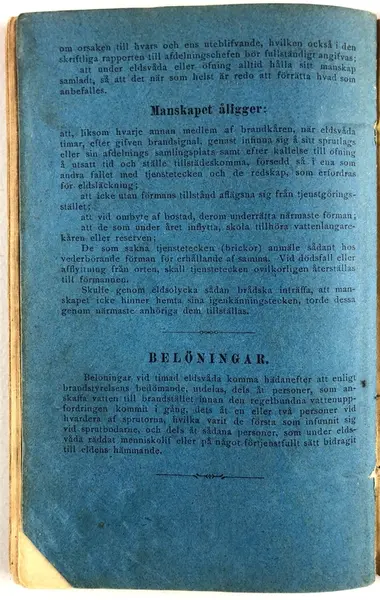 om orsaken till hvars och ens uteblifvande, hvilken också i den
skriftliga rapporten till afdelningschefen bör fullständigt angifvas;
att under eldsvåda eller öfning alltid hålla sitt manskap
samladt, så att det när som helst är redo att förrätta hvad som
anbefalles.
Manskapet åligger:
att, liksom hvarje annan medlem af brandkåren, när eldsvåda
timar, efter gifven brandsignal, genast infinna sig å sitt sprutlags
eller sin afdelnings samlingsplats samt efter kallelse till öfning
å utsatt tid och ställe tillstädeskomma, försedd så i ena som
andra fallet med tjenstetecken och de redskap, som erfordras
för eldsläckning;
att icke utan förmans tillstånd aflägsna sig från tjenstgörings-
stället;
att vid ombyte af bostad, derom underrätta närmaste förman;
att de som under året inflytta, skola tillhöra vattenlangare-
kåren eller reserven;
De som sakna tjenstetecken (brickor) anmäle sådant hos
vederbörande förman för erhållande af samma. Vid dödsfall eller
afflyttning från orten, skall tjenstetecken ovilkorligen återställas
till förmannen.
Skulle genom eldsolycka sådan brådska inträffa, att man-
skapet icke hinner hemta sina igenkänningstecken, torde dessa
genom närmaste anhöriga dem tillställas.
BELÖNINGAR.
Belöningar vid timad eldsvåda komma hädanefter att enligt
brandstyrelsens bedömande, utdelas, dels åt personer, som an-
skaffa vatten till brandstället innan den regelbundna vattenupp-
fordringen kommit i gång, dels åt en eller två personer vid
hvardera af sprutorna, hvilka varit de första som infunnit sig
vid sprutbodarne, och dels åt sådana personer, som under elds-
våda räddat menniskolif eller på något förtjenstfullt sätt bidragit
till eldens hämmande.